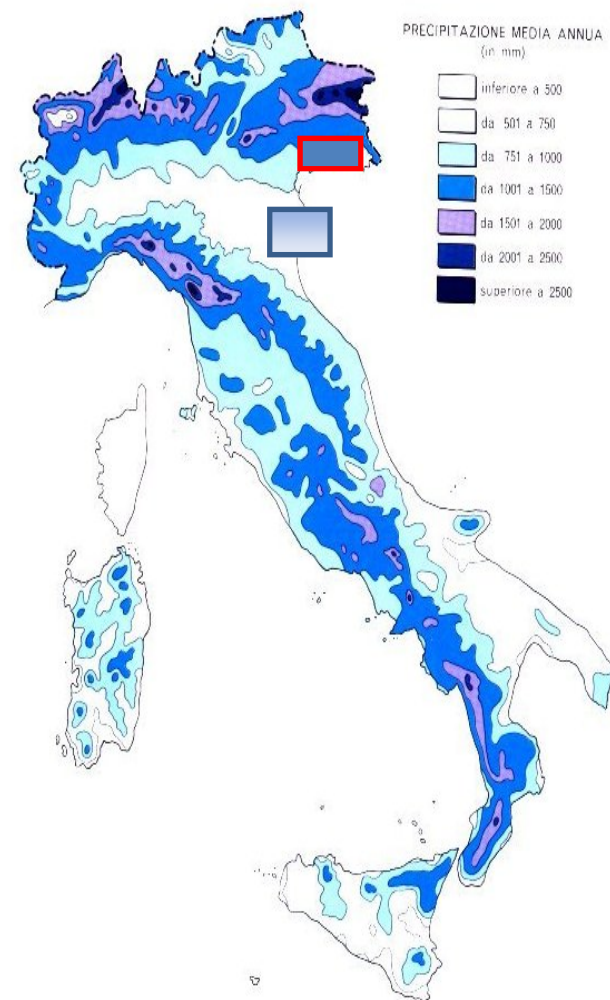 PRECIPITAZIONE MEDIA ANNUA
(in mm)
inferiore a 500
da 501 a 750
da 751 a 1000
da 1001 a 1500
da 1501 a 2000
da 2001 a 2500
superiore a 2500